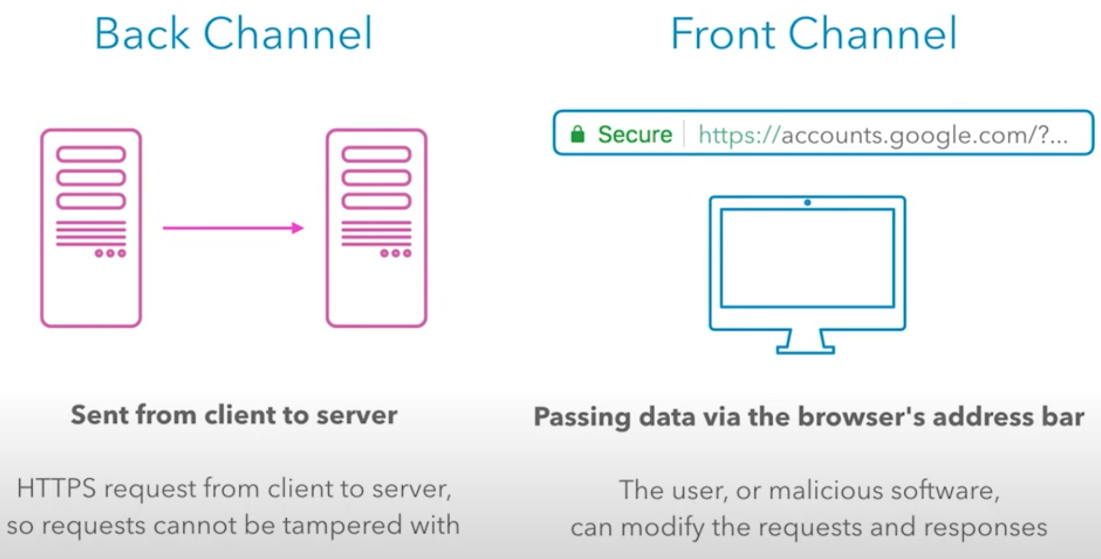 Back Channel
Sent from client to server
HTTPS request from client to server,
so requests cannot be tampered with
Front Channel
Secure https://accounts.google.com/?...
Passing data via the browser's address bar
The user, or malicious software,
can modify the requests and responses